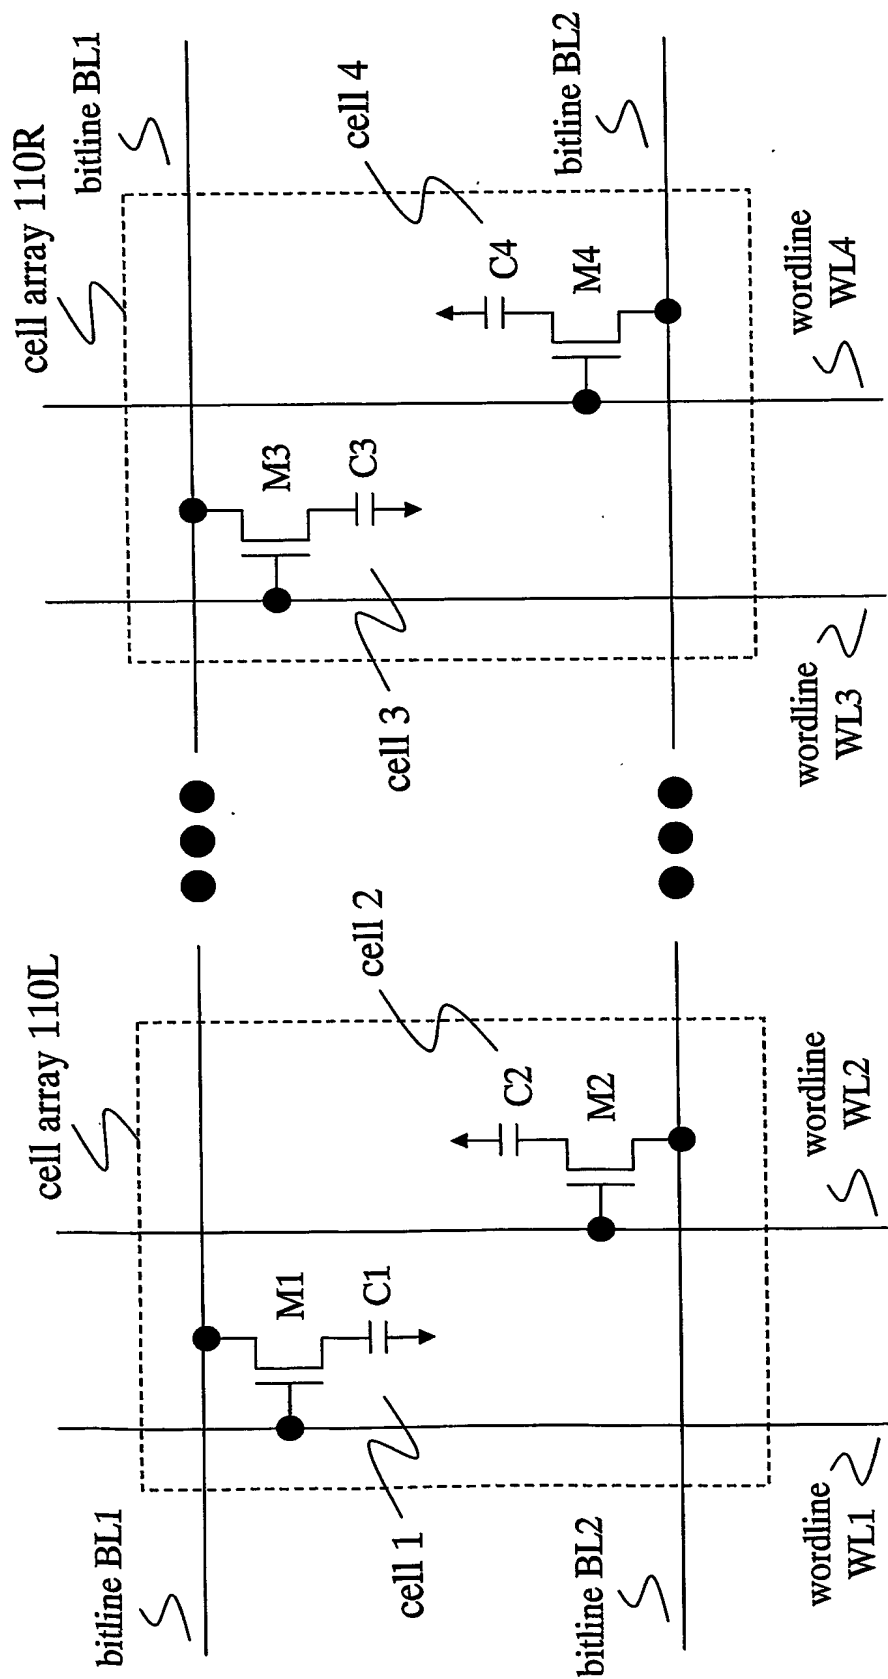 cell array 110L
cell array 110R
bitline BL1
bitline BL1
M1
C1
cell 1
cell 2
C2
M2
M3
C3
cell 3
cell 4
C4
M4
bitline BL2
bitline BL2
wordline
WL1
wordline
WL2
wordline
WL3
wordline
WL4